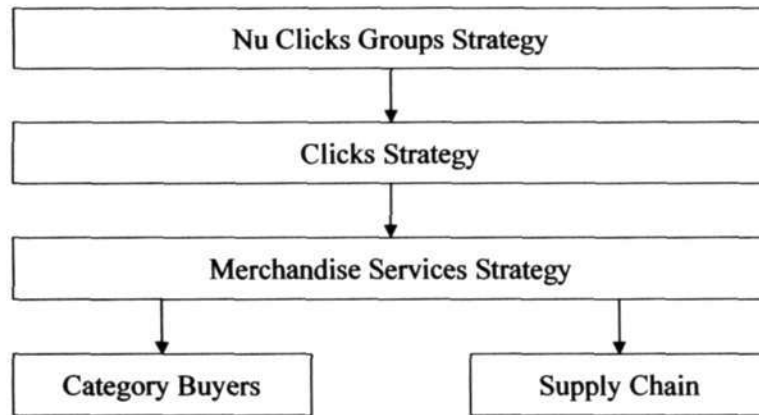 Nu Clicks Groups Strategy
Clicks Strategy
Merchandise Services Strategy
Category Buyers
Supply Chain